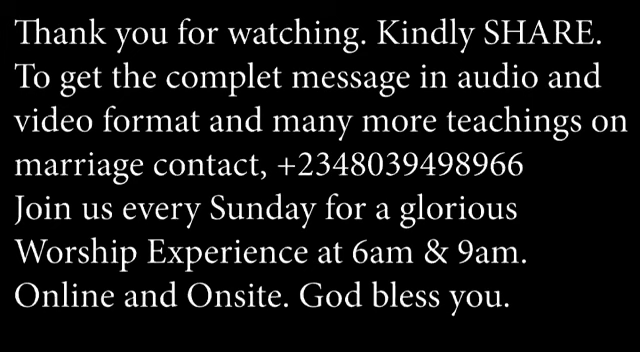 Thank you for watching. Kindly SHARE.
To get the complet message in audio and
video format and many more teachings on
marriage contact, +2348039498966
Join us every Sunday for a glorious
Worship Experience at 6am & 9am.
Online and Onsite. God bless you.